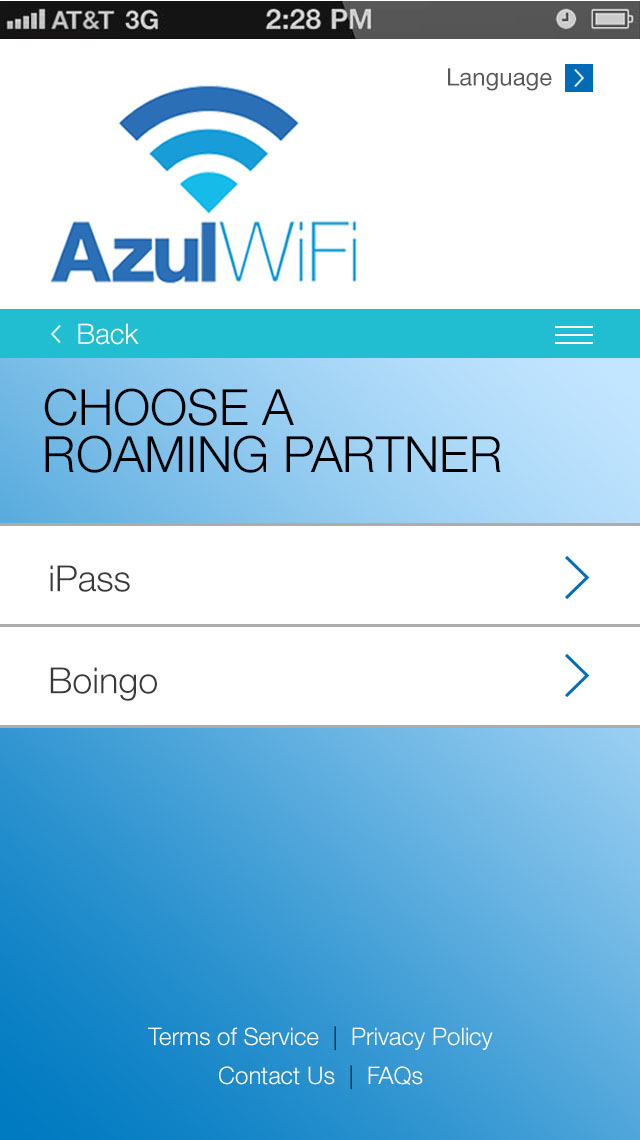 AT&T 3G 2:28 PM
Language
AzulWiFi
Back
CHOOSE A
ROAMING PARTNER
iPass
Boingo
Terms of Service | Privacy Policy
Contact Us | FAQs